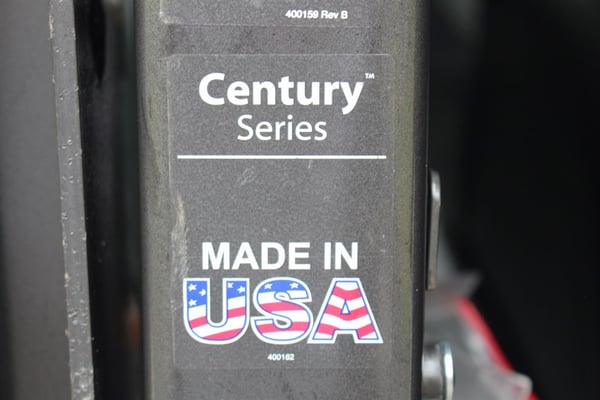 400159 Rev B
Century™
Series
MADE IN
USA
400162